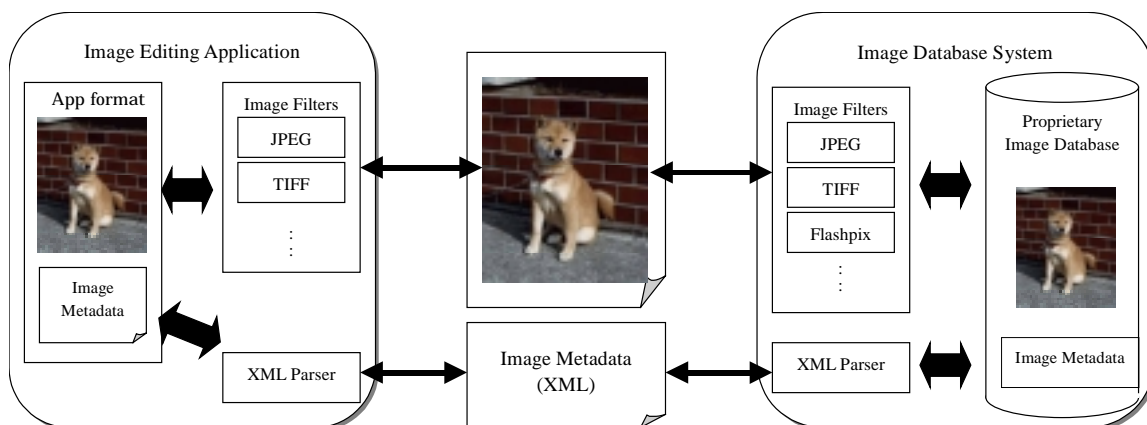 Image Editing Application
App format
Image
Metadata
Image Filters
JPEG
TIFF
⋮
XML Parser
Image Metadata
(XML)
Image Database System
Image Filters
JPEG
TIFF
Flashpix
⋮
XML Parser
Proprietary
Image Database
Image Metadata